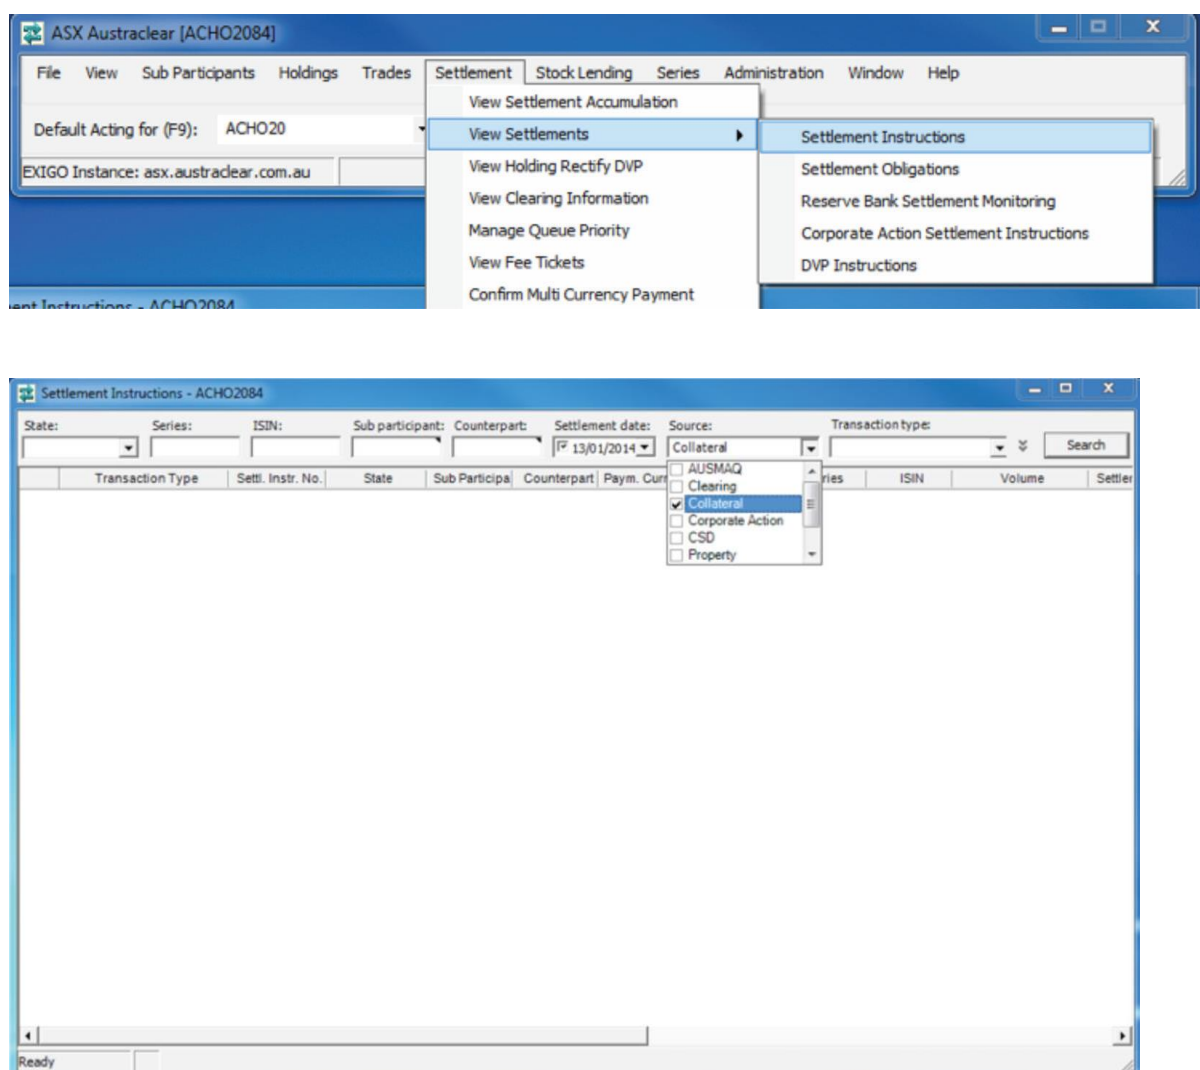 ASX Austraclear [ACHO2084]
File View Sub Participants Holdings Trades Settlement Stock Lending Series Administration Window Help
Default Acting for (F9): ACHO20
EXIGO Instance: asx.austraclear.com.au
View Settlement Accumulation
View Settlements
View Holding Rectify DVP
View Clearing Information
Manage Queue Priority
View Fee Tickets
Confirm Multi Currency Payment
Settlement Instructions
Settlement Obligations
Reserve Bank Settlement Monitoring
Corporate Action Settlement Instructions
DVP Instructions
ent Instructions - ACHO2084
Settlement Instructions - ACHO2084
State: Series: ISIN: Sub participant: Counterpart: Settlement date: Source: Transaction type:
13/01/2014 Collateral Search
Transaction Type Settl. Instr. No. State Sub Participa Counterpart Paym. Curr ries ISIN Volume Settler
AUSMAQ
Clearing
Collateral
Corporate Action
CSD
Property
Ready